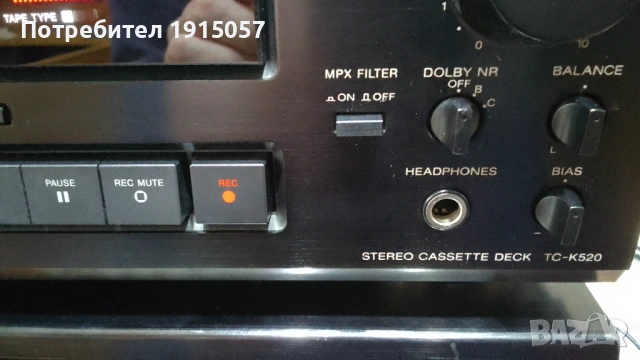 Потребител 1915057
TAPE TYPE
1
0
10
MPX FILTER
ON OFF
DOLBY NR
OFF
B
C
BALANCE
L
PAUSE
REC MUTE
REC
HEADPHONES
BIAS
STEREO CASSETTE DECK TC-K520
BAZAR